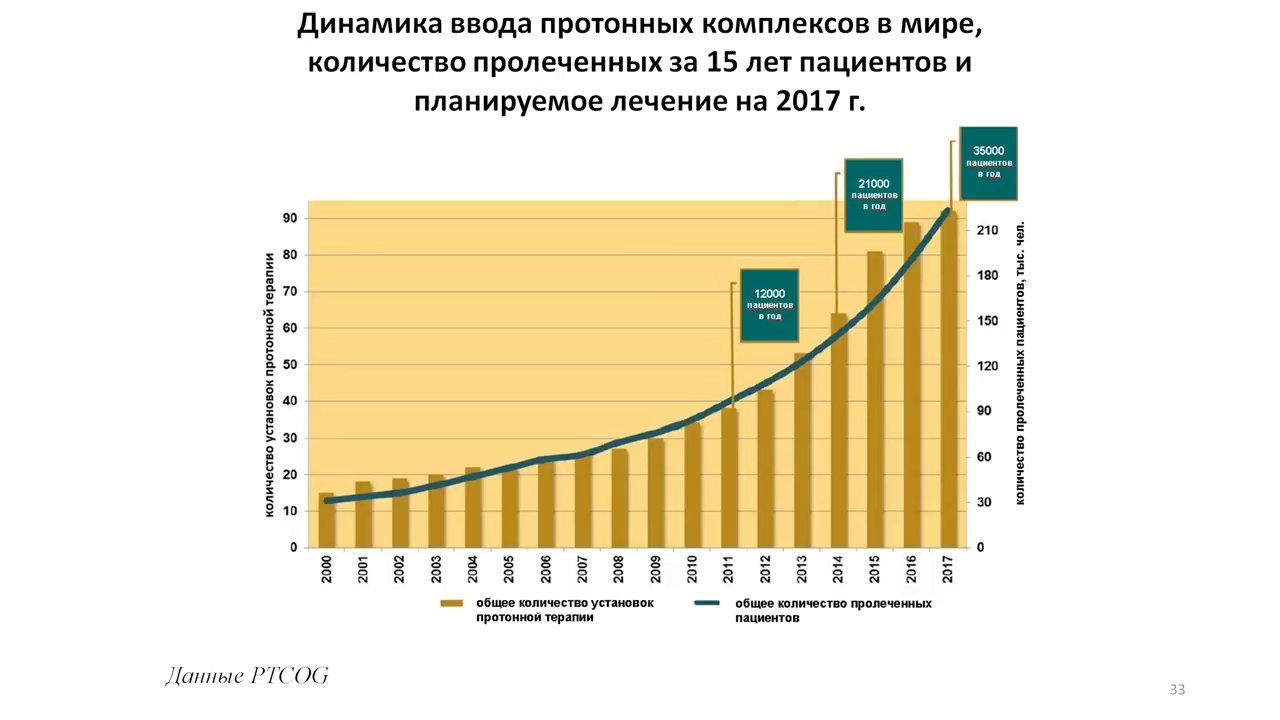 Динамика ввода протонных комплексов в мире,
количество пролеченных за 15 лет пациентов и
планируемое лечение на 2017 г.
35000
пациентов
в год
21000
пациентов
в год
12000
пациентов
в год
количество установок протонной терапии
90
80
70
60
50
40
30
20
10
0
210
180
150
120
90
60
30
0
количество пролеченных пациентов, тыс. чел.
2000
2001
2002
2003
2004
2005
2006
2007
2008
2009
2010
2011
2012
2013
2014
2015
2016
2017
общее количество установок
протонной терапии
общее количество пролеченных
пациентов
Данные PTCOG
33